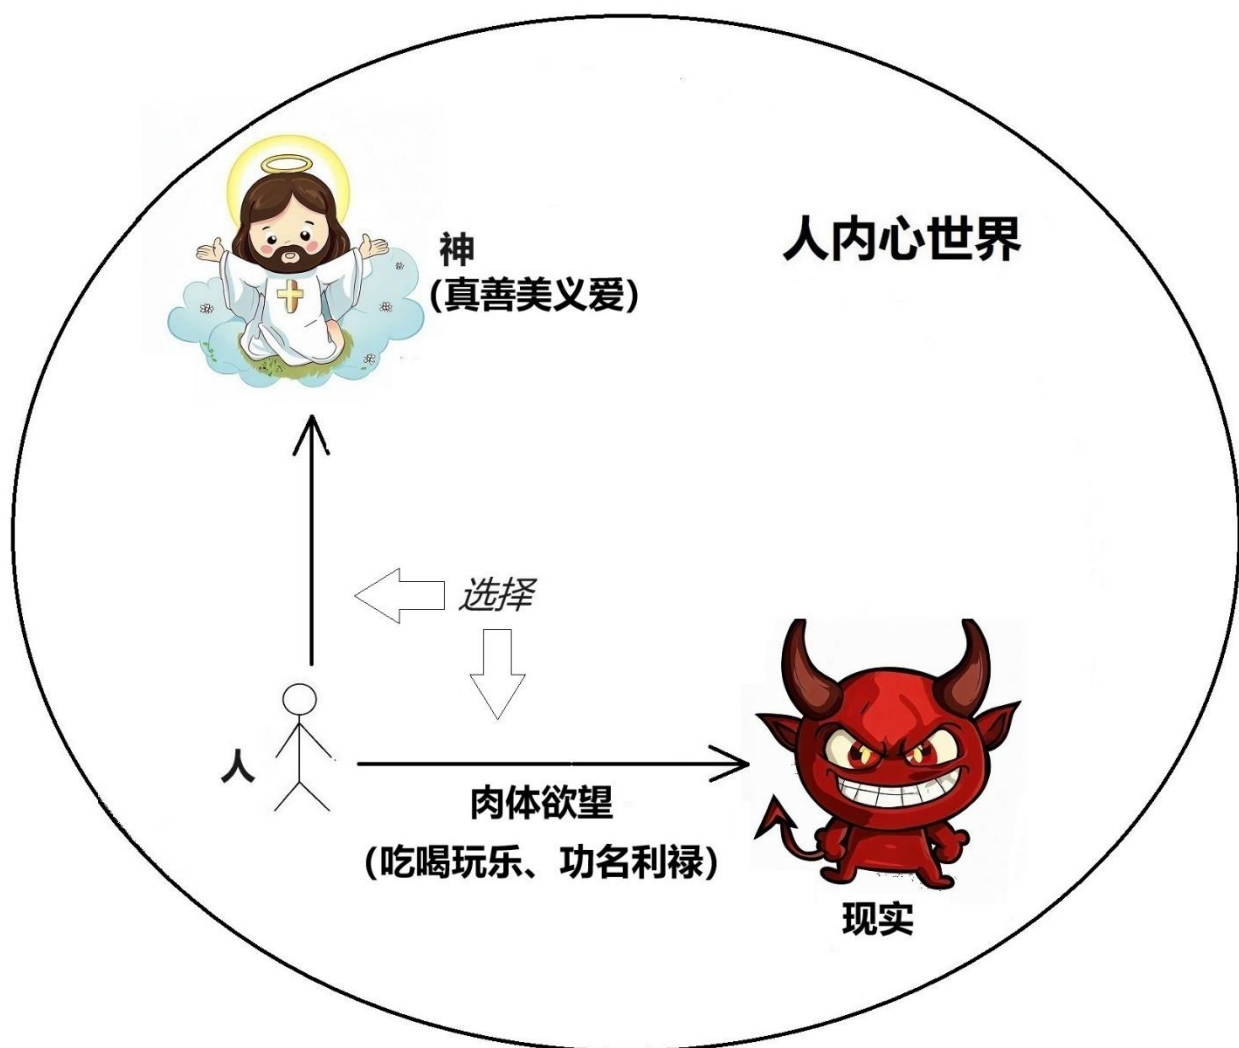 神
（真善美义爱）
人内心世界
选择
人
肉体欲望
（吃喝玩乐、功名利禄）
现实